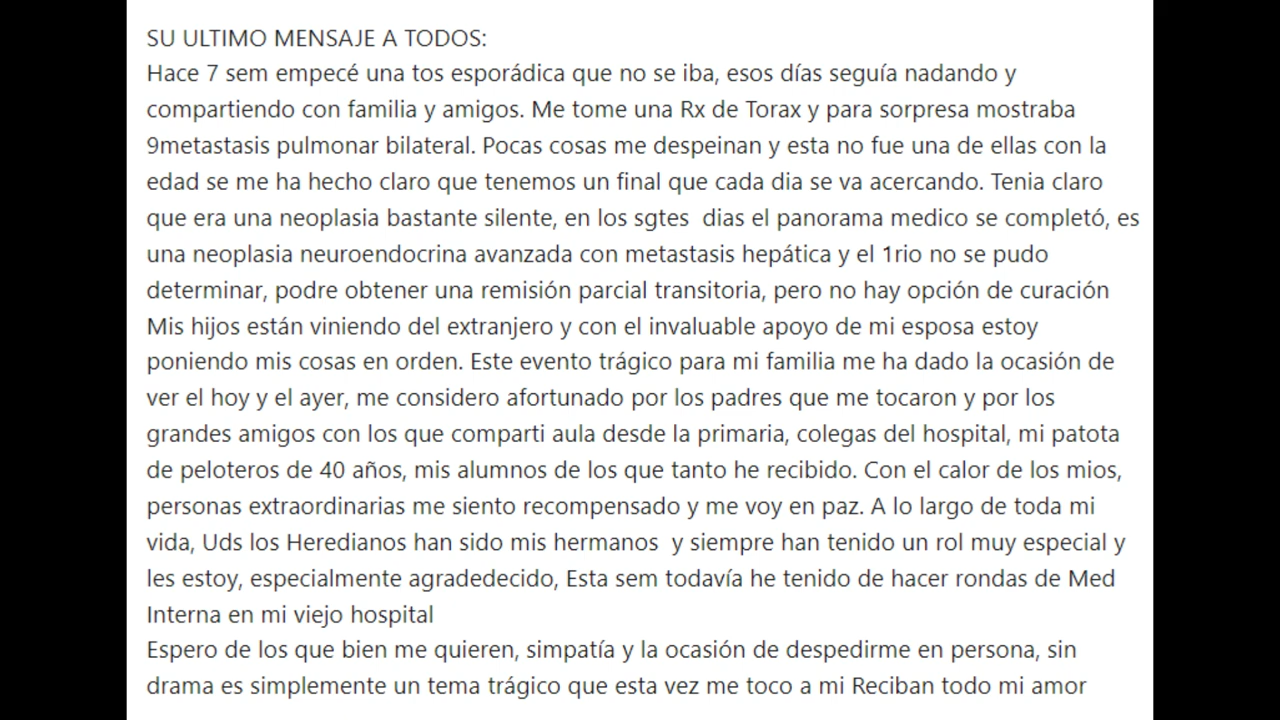 SU ULTIMO MENSAJE A TODOS:
Hace 7 sem empecé una tos esporádica que no se iba, esos días seguía nadando y
compartiendo con familia y amigos. Me tome una Rx de Torax y para sorpresa mostraba
9metastasis pulmonar bilateral. Pocas cosas me despeinan y esta no fue una de ellas con la
edad se me ha hecho claro que tenemos un final que cada dia se va acercando. Tenia claro
que era una neoplasia bastante silente, en los sgtes  dias el panorama medico se completó, es
una neoplasia neuroendocrina avanzada con metastasis hepática y el 1rio no se pudo
determinar, podre obtener una remisión parcial transitoria, pero no hay opción de curación
Mis hijos están viniendo del extranjero y con el invaluable apoyo de mi esposa estoy
poniendo mis cosas en orden. Este evento trágico para mi familia me ha dado la ocasión de
ver el hoy y el ayer, me considero afortunado por los padres que me tocaron y por los
grandes amigos con los que comparti aula desde la primaria, colegas del hospital, mi patota
de peloteros de 40 años, mis alumnos de los que tanto he recibido. Con el calor de los mios,
personas extraordinarias me siento recompensado y me voy en paz. A lo largo de toda mi
vida, Uds los Heredianos han sido mis hermanos  y siempre han tenido un rol muy especial y
les estoy, especialmente agradedecido, Esta sem todavía he tenido de hacer rondas de Med
Interna en mi viejo hospital
Espero de los que bien me quieren, simpatía y la ocasión de despedirme en persona, sin
drama es simplemente un tema trágico que esta vez me toco a mi Reciban todo mi amor